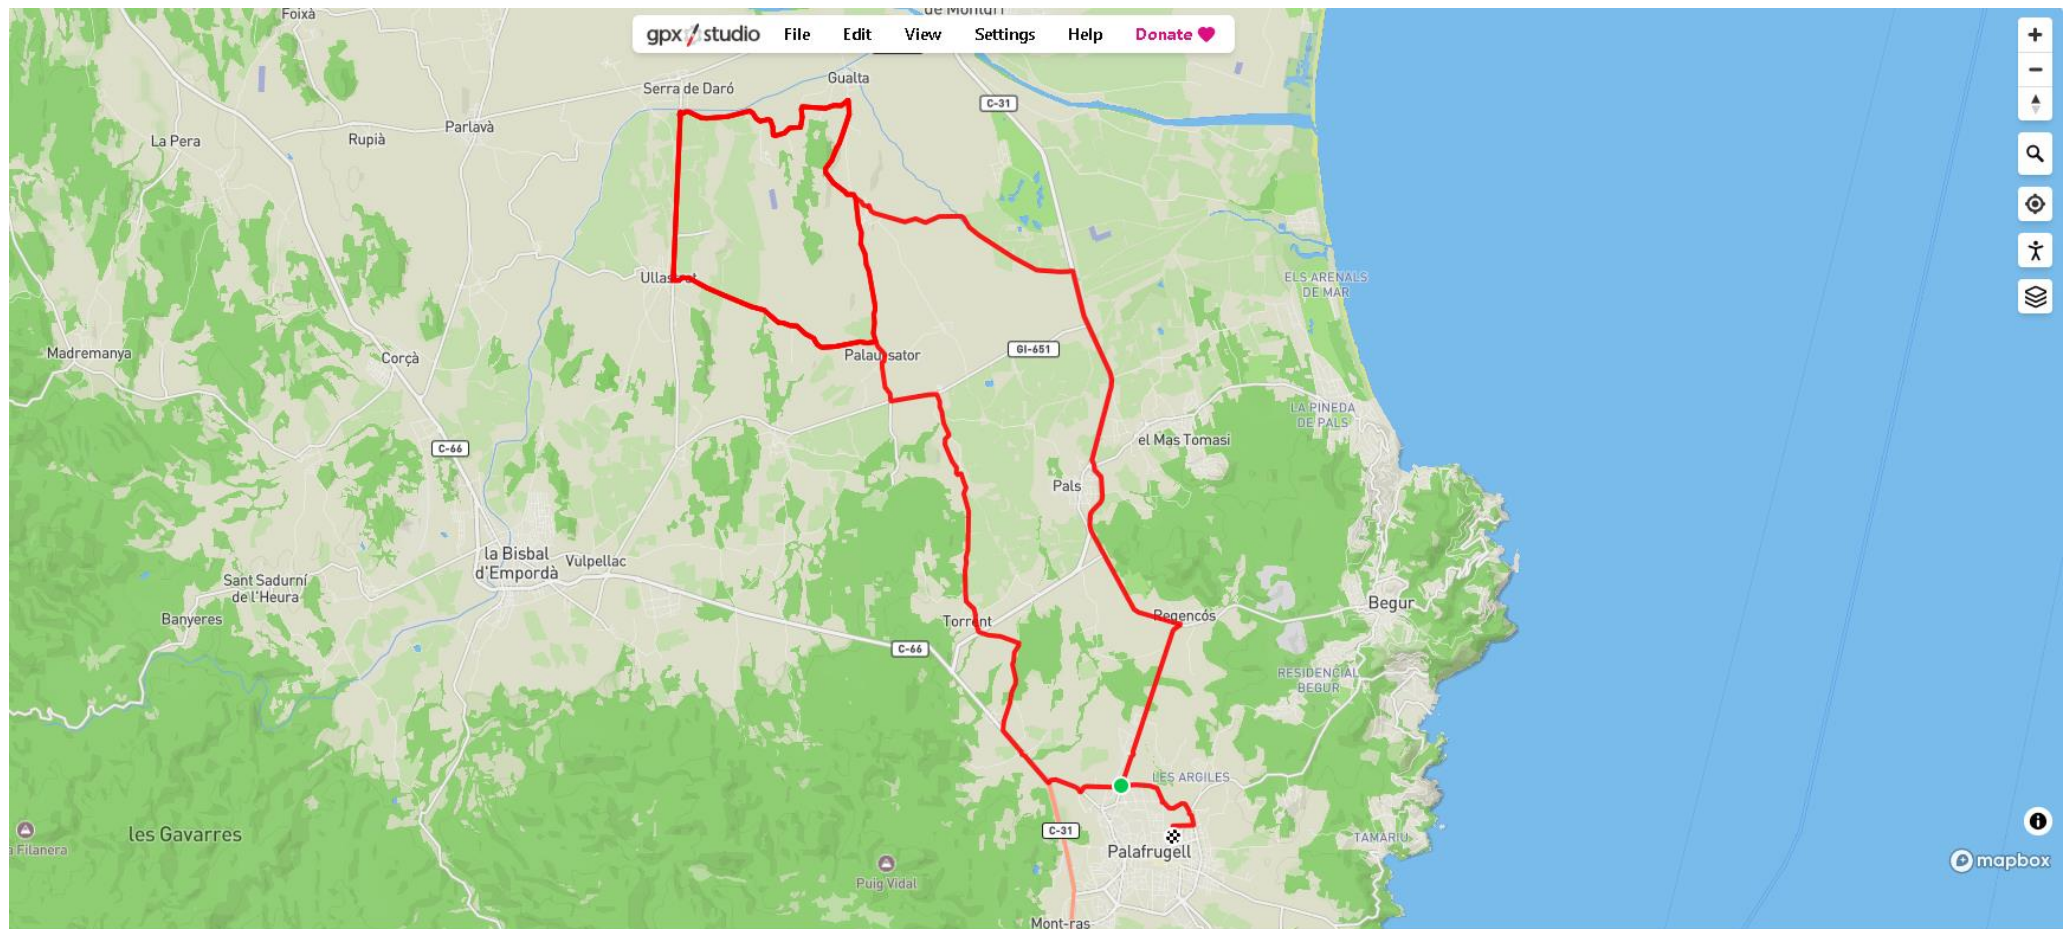 Foixà
de Montgrí
gpx studio File Edit View Settings Help Donate
Gualta
Serra de Daró
C-31
Parlavà
La Pera
Rupià
Ullastret
ELS ARENALS
DE MAR
GI-651
Madremanya
Corçà
Palau-sator
LA PINEDA
DE PALS
el Mas Tomasi
C-66
Pals
la Bisbal
d'Empordà
Vulpellac
Sant Sadurní
de l'Heura
Banyeres
Begur
Regencós
Torrent
C-66
RESIDENCIAL
BEGUR
LES ARGILES
C-31
les Gavarres
a Filanera
TAMARIU
Palafrugell
mapbox
Puig Vidal
Mont-ras